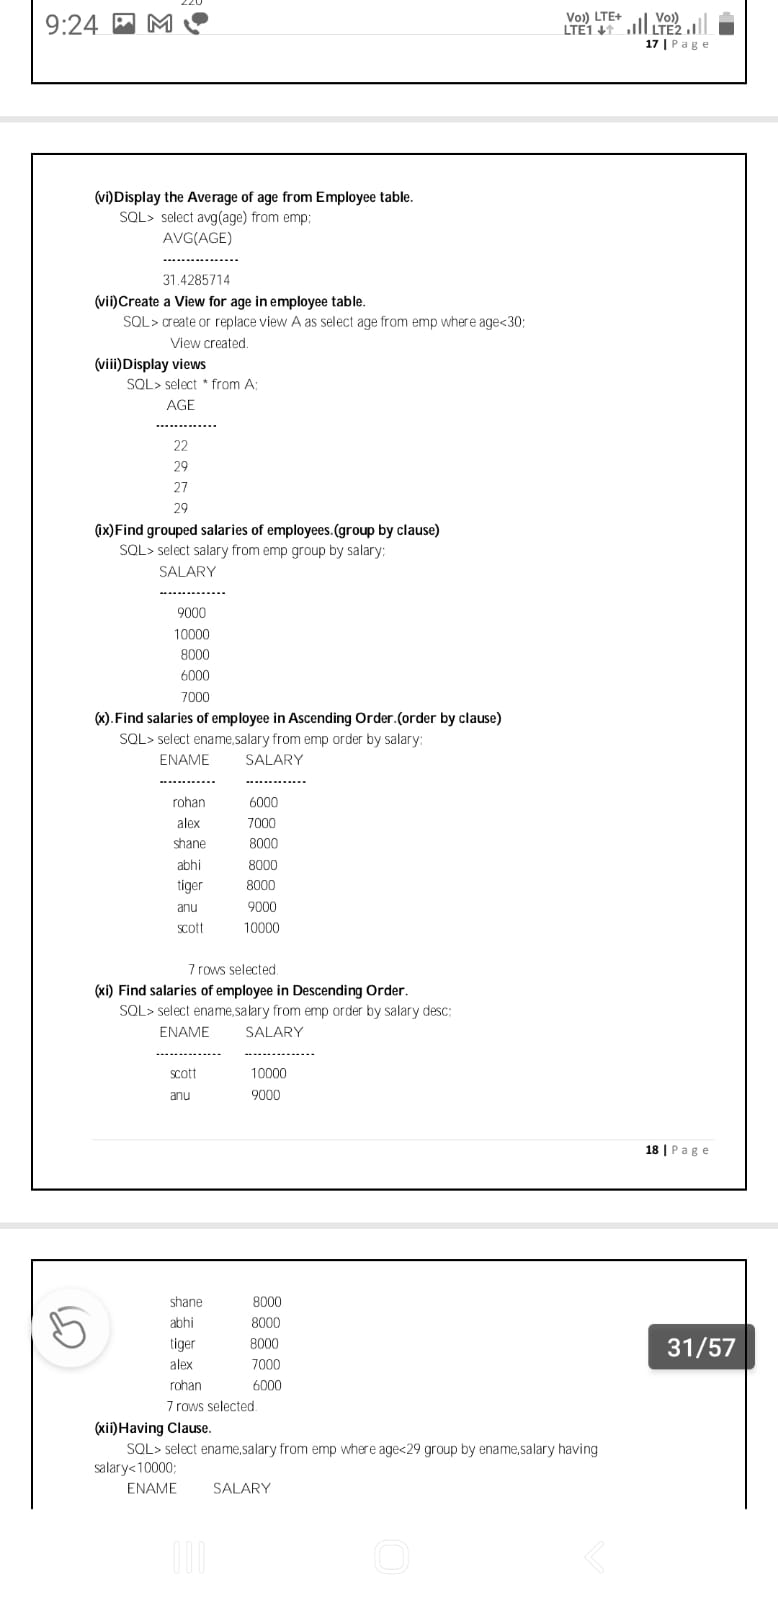 220
9:24
Vo)) LTE+
LTE1
Vo))
LTE2
17 | Page
(vi)Display the Average of age from Employee table.
SQL> select avg(age) from emp;
AVG(AGE)
----------------
31.4285714
(vii)Create a View for age in employee table.
SQL> create or replace view A as select age from emp where age<30;
View created.
(viii)Display views
SQL> select * from A;
AGE
-------------
22
29
27
29
(ix)Find grouped salaries of employees.(group by clause)
SQL> select salary from emp group by salary;
SALARY
--------------
9000
10000
8000
6000
7000
(x).Find salaries of employee in Ascending Order.(order by clause)
SQL> select ename,salary from emp order by salary;
ENAME SALARY
------------ -------------
rohan 6000
alex 7000
shane 8000
abhi 8000
tiger 8000
anu 9000
scott 10000
7 rows selected.
(xi) Find salaries of employee in Descending Order.
SQL> select ename,salary from emp order by salary desc;
ENAME SALARY
-------------- ---------------
scott 10000
anu 9000
18 | Page
shane 8000
abhi 8000
tiger 8000
31/57
alex 7000
rohan 6000
7 rows selected.
(xii)Having Clause.
SQL> select ename,salary from emp where age<29 group by ename,salary having
salary<10000;
ENAME SALARY